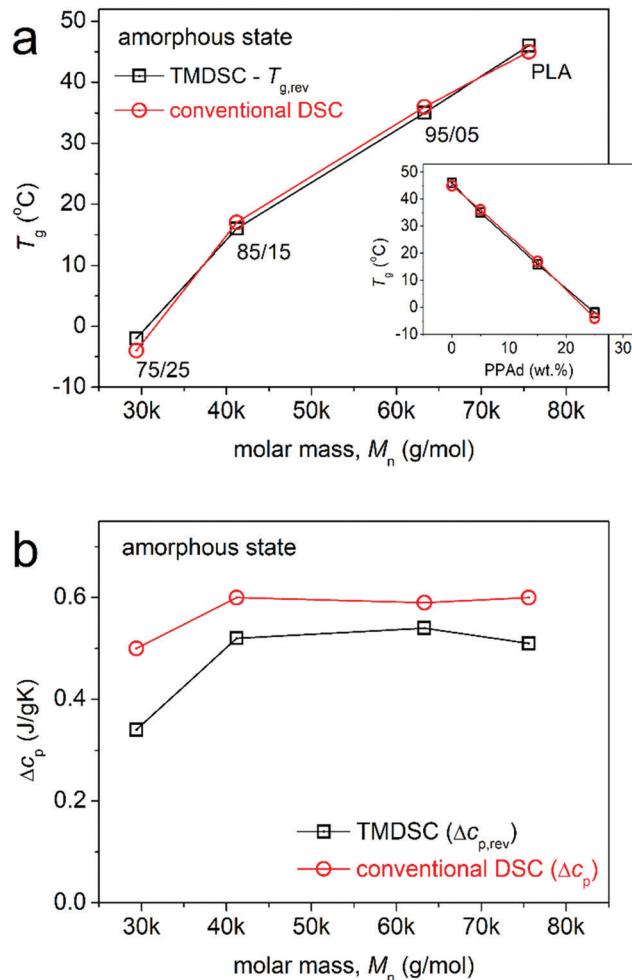 a
amorphous state
TMDSC - Tg,rev
conventional DSC
PLA
95/05
85/15
75/25
50
40
30
20
10
0
-10
Tg (°C)
30k 40k 50k 60k 70k 80k
molar mass, Mn (g/mol)
50
40
30
20
10
0
-10
Tg (°C)
0 10 20 30
PPAd (wt.%)
b
amorphous state
0.6
0.4
0.2
0.0
Δcp (J/gK)
TMDSC (Δcp,rev)
conventional DSC (Δcp)
30k 40k 50k 60k 70k 80k
molar mass, Mn (g/mol)